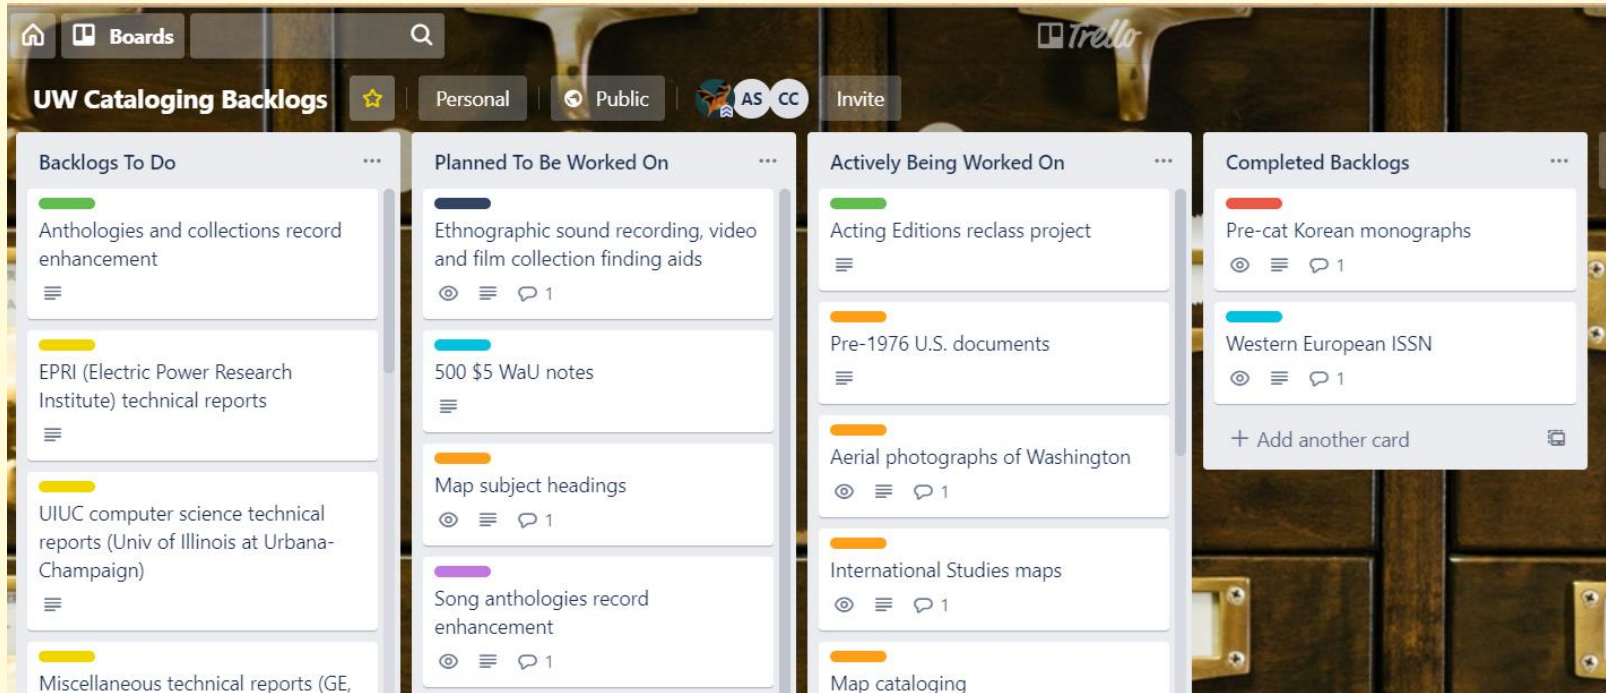 Boards
Trello
UW Cataloging Backlogs
Personal
Public
AS
CC
Invite
Backlogs To Do
Anthologies and collections record
enhancement
EPRI (Electric Power Research
Institute) technical reports
UIUC computer science technical
reports (Univ of Illinois at Urbana-
Champaign)
Miscellaneous technical reports (GE,
Planned To Be Worked On
Ethnographic sound recording, video
and film collection finding aids
1
500 $5 WaU notes
Map subject headings
1
Song anthologies record
enhancement
1
Actively Being Worked On
Acting Editions reclass project
Pre-1976 U.S. documents
Aerial photographs of Washington
1
International Studies maps
1
Map cataloging
Completed Backlogs
Pre-cat Korean monographs
1
Western European ISSN
1
+ Add another card